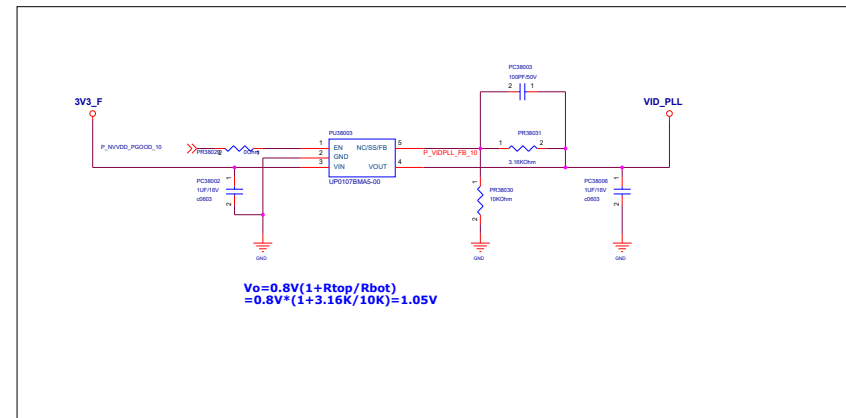 PC38003
100PF/50V
2 1
3V3_F
VID_PLL
PU38003
P_NVVDD_PGOOD_10
1 EN NC/SS/FB 5
2 GND
3 VIN VOUT 4
UP0107BMA5-00
0Ohm
P_VIDPLL_FB_10
PR38031
1 2
3.16KOhm
PC38002
1UF/16V
c0603
1
2
PR38030
10KOhm
1
2
PC38006
1UF/16V
c0603
1
2
GND
GND
GND
Vo=0.8V(1+Rtop/Rbot)
=0.8V*(1+3.16K/10K)=1.05V